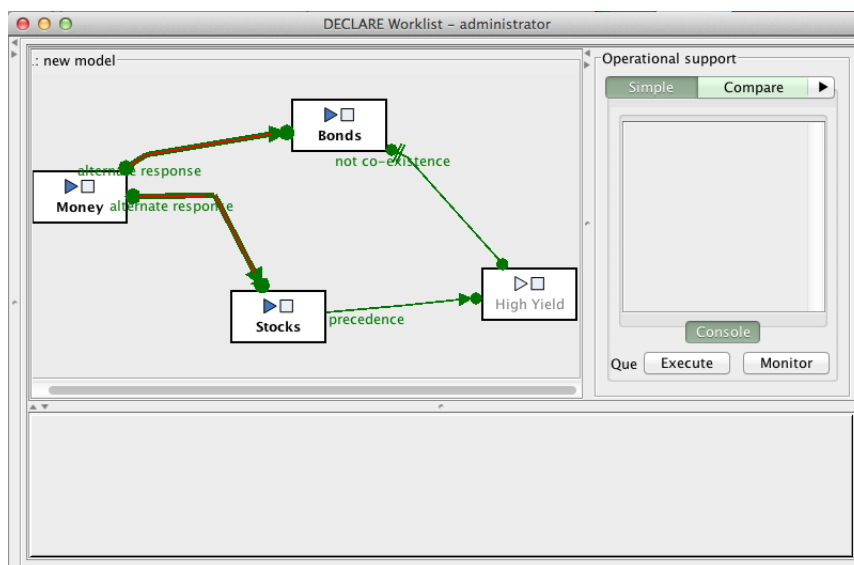 DECLARE Worklist – administrator
.: new model
Operational support
Simple
Compare
Bonds
not co-existence
alternate response
Money
alternate response
High Yield
Stocks
precedence
Console
Que
Execute
Monitor